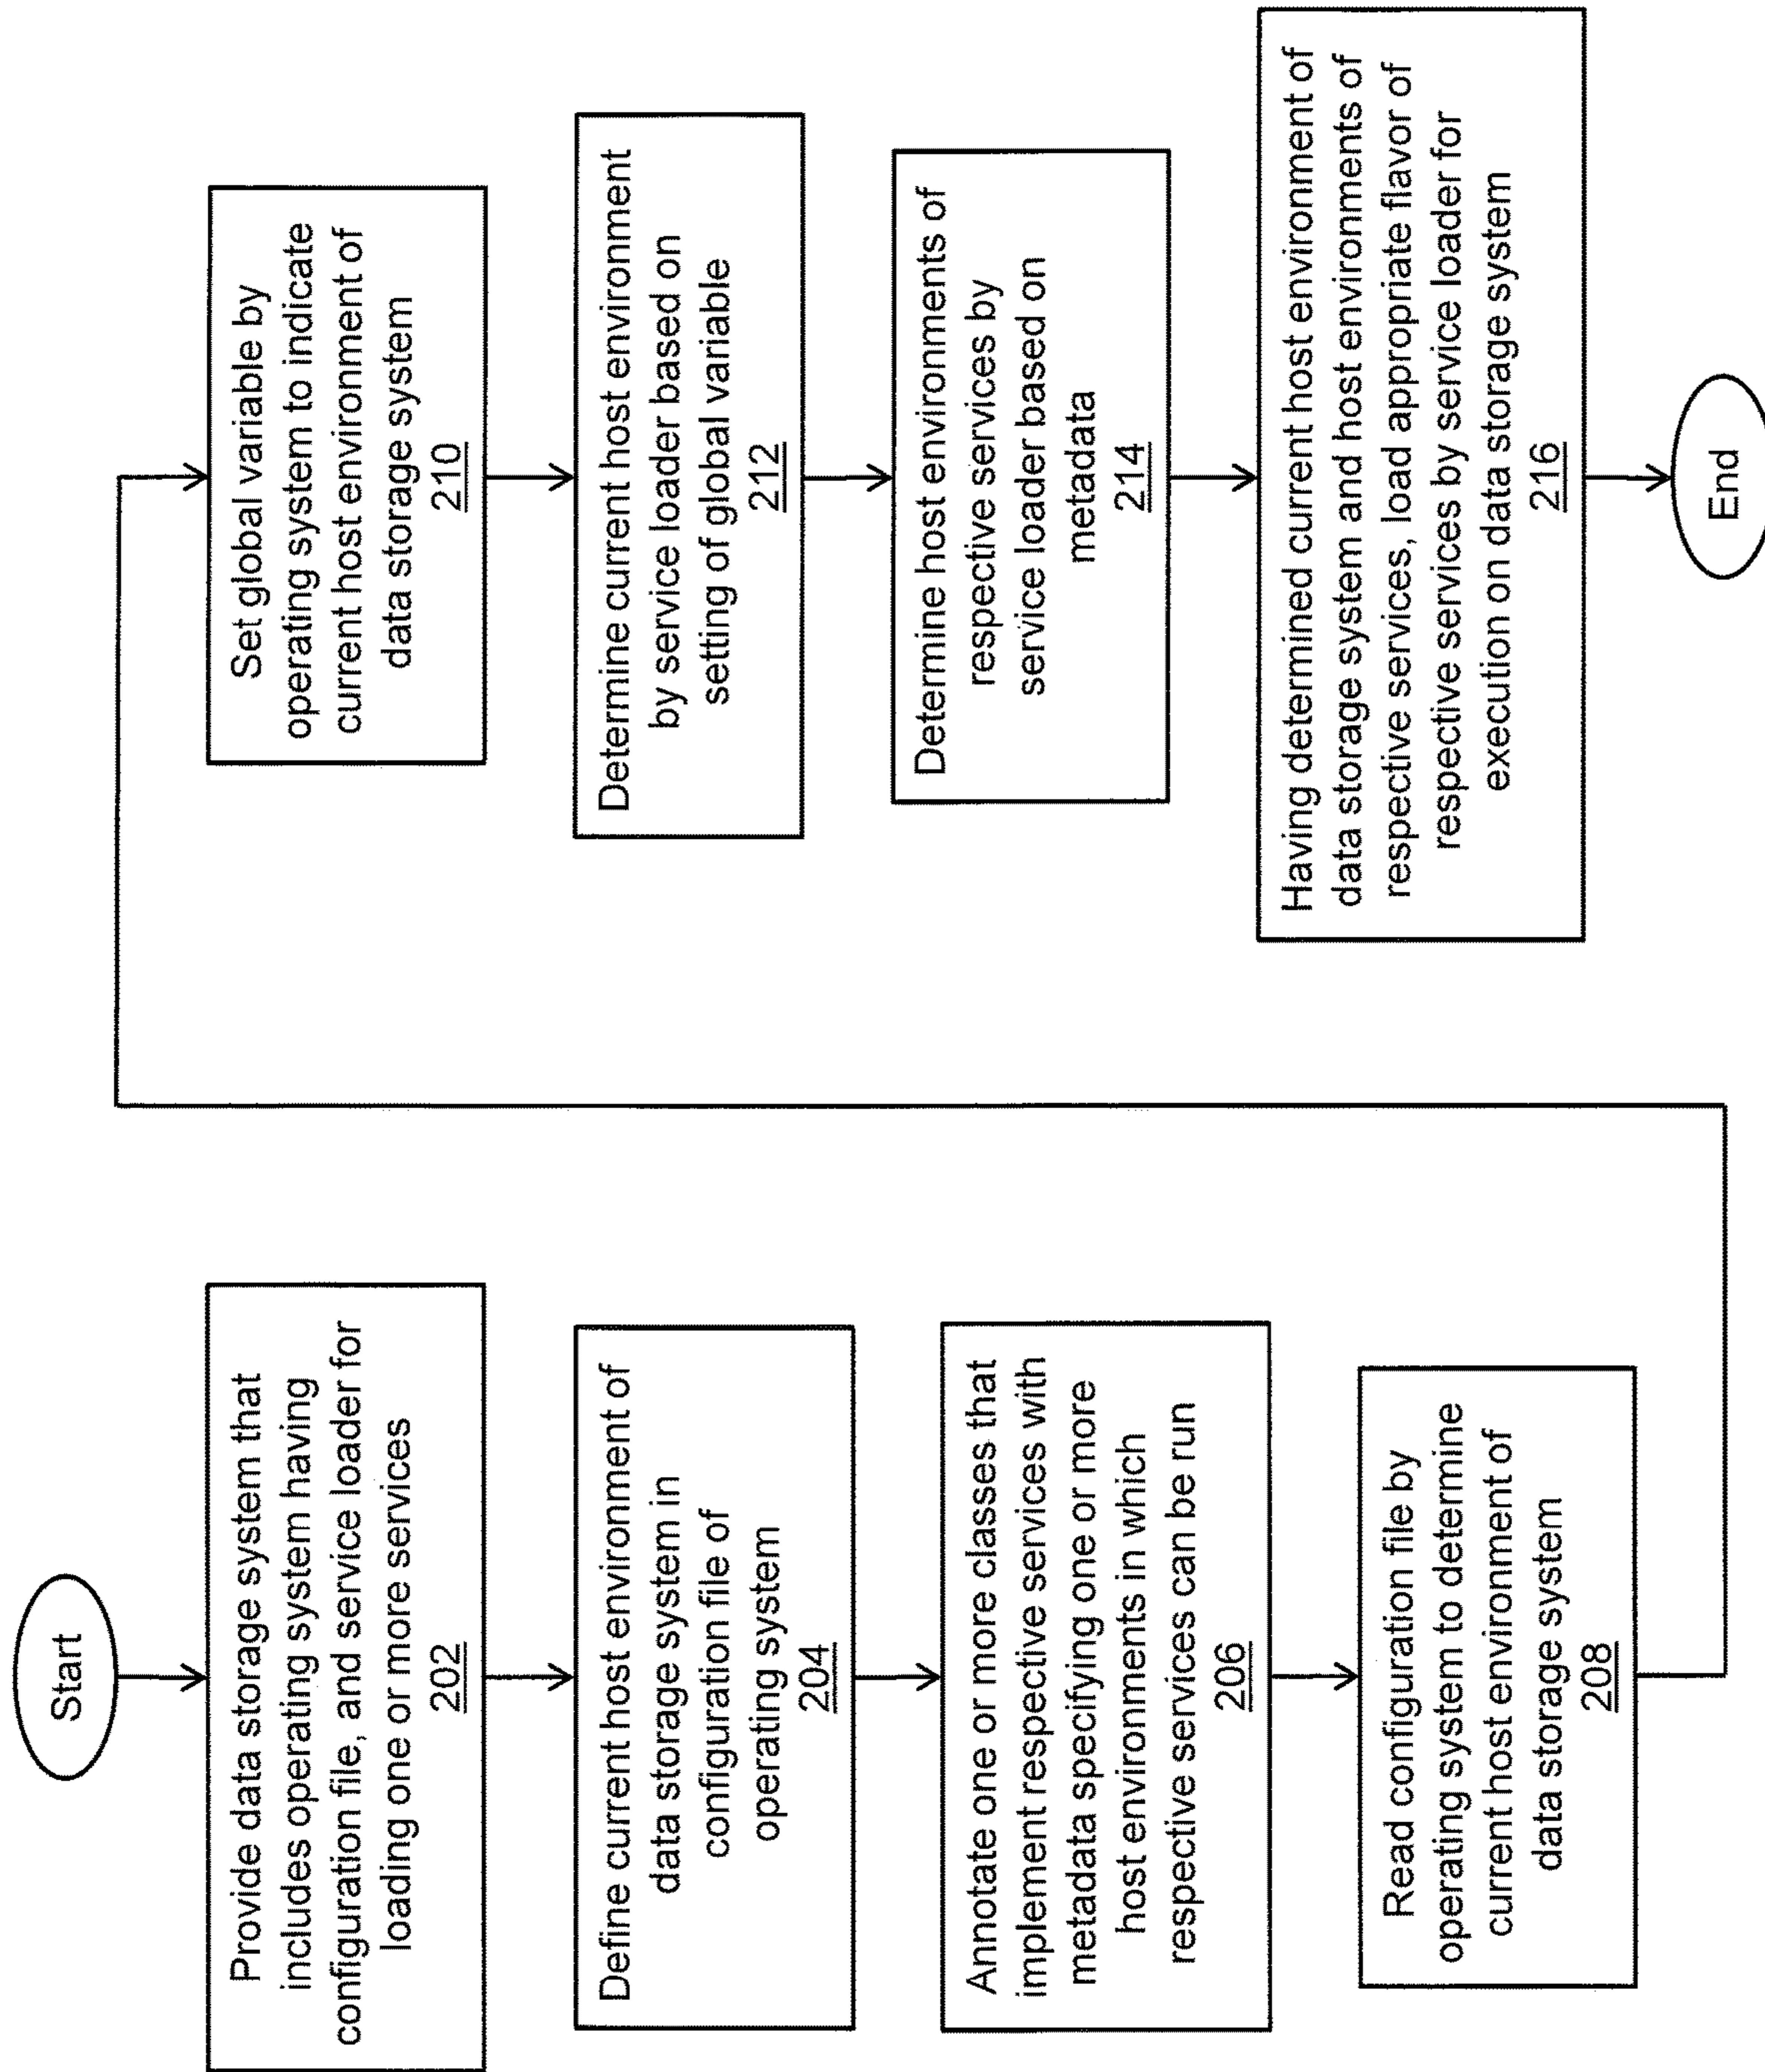 Start
Provide data storage system that
includes operating system having
configuration file, and service loader for
loading one or more services
202
Define current host environment of
data storage system in
configuration file of
operating system
204
Annotate one or more classes that
implement respective services with
metadata specifying one or more
host environments in which
respective services can be run
206
Read configuration file by
operating system to determine
current host environment of
data storage system
208
Set global variable by
operating system to indicate
current host environment of
data storage system
210
Determine current host environment
by service loader based on
setting of global variable
212
Determine host environments of
respective services by
service loader based on
metadata
214
Having determined current host environment of
data storage system and host environments of
respective services, load appropriate flavor of
respective services by service loader for
execution on data storage system
216
End